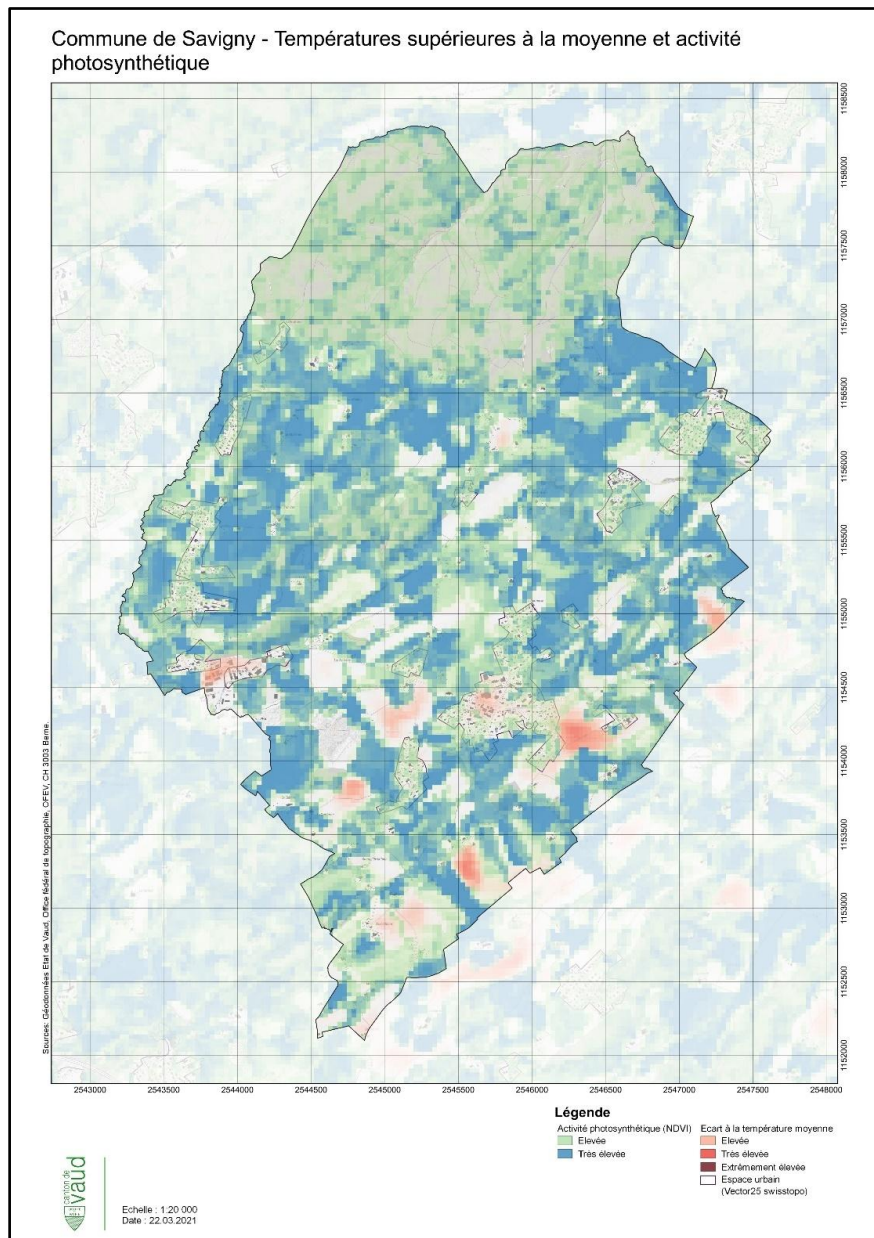 Commune de Savigny - Températures supérieures à la moyenne et activité
photosynthétique
1158500
1158000
1157500
1157000
1156500
1156000
1155500
1155000
1154500
1154000
1153500
1153000
1152500
1152000
Sources: Géodonnées Etat de Vaud, Office fédéral de topographie, OFEV, CH 3003 Berne.
2543000 2543500 2544000 2544500 2545000 2545500 2546000 2546500 2547000 2547500 2548000
Légende
Activité photosynthétique (NDVI) Ecart à la température moyenne
Elevée Elevée
Très élevée Très élevée
Extrêmement élevée
Espace urbain
(Vector25 swisstopo)
canton de
vaud
Echelle : 1:20 000
Date : 22.03.2021